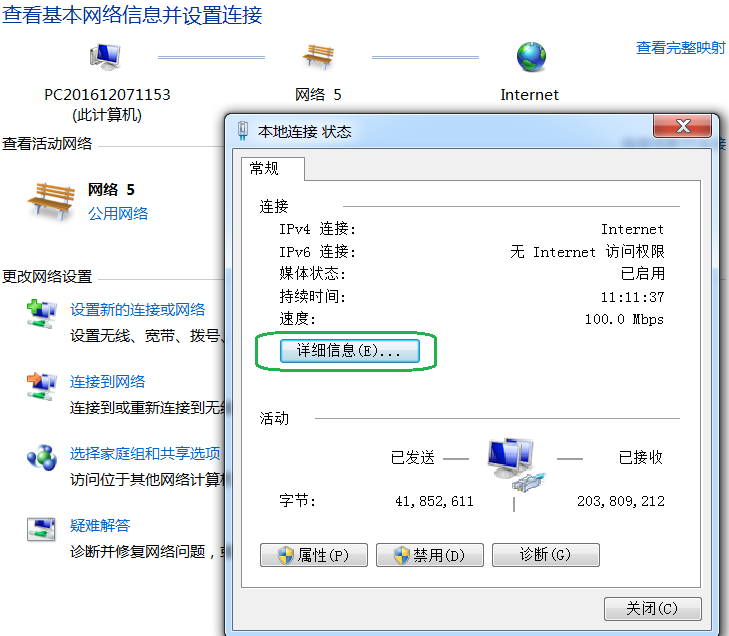 查看基本网络信息并设置连接
查看完整映射
PC201612071153
(此计算机)
网络 5
Internet
查看活动网络
网络 5
公用网络
更改网络设置
设置新的连接或网络
设置无线、宽带、拨号、
连接到网络
连接到或重新连接到无
选择家庭组和共享选项
访问位于其他网络计算
疑难解答
诊断并修复网络问题，
本地连接 状态
常规
连接
IPv4 连接: Internet
IPv6 连接: 无 Internet 访问权限
媒体状态: 已启用
持续时间: 11:11:37
速度: 100.0 Mbps
详细信息(E)...
活动
已发送 已接收
字节: 41,852,611 203,809,212
属性(P) 禁用(D) 诊断(G)
关闭(C)